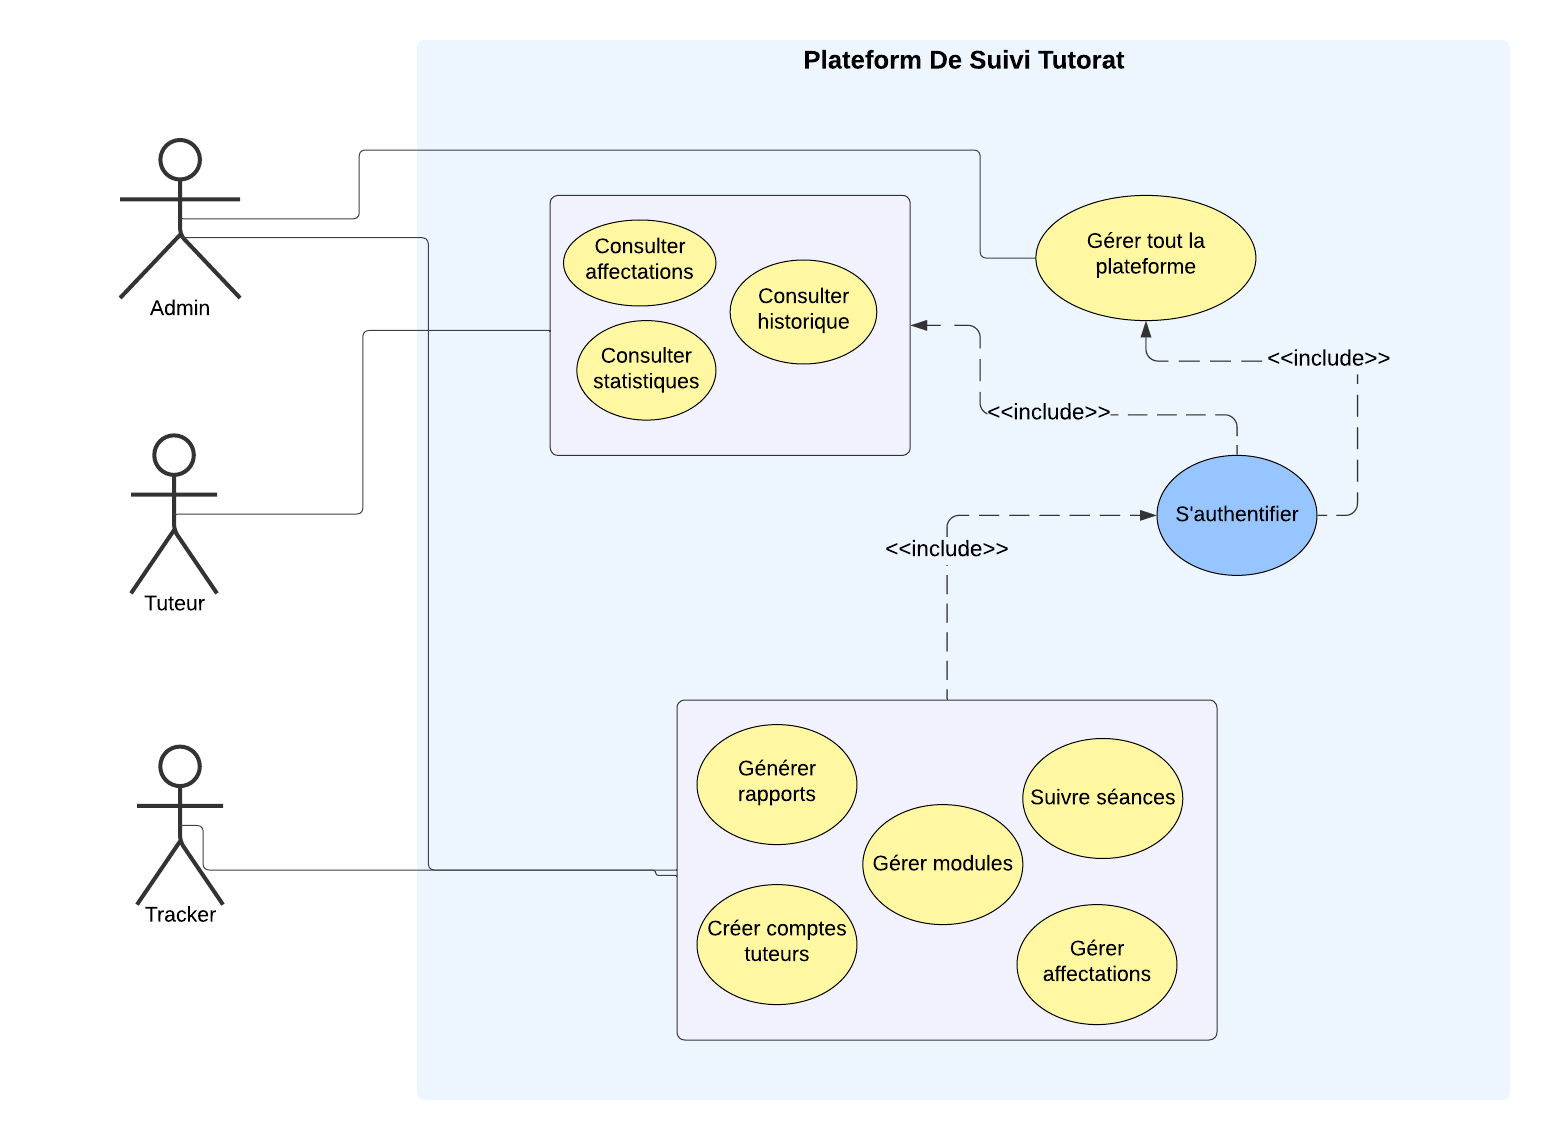 Plateform De Suivi Tutorat
Admin
Consulter
affectations
Consulter
historique
Consulter
statistiques
Gérer tout la
plateforme
<<include>>
<<include>>
Tuteur
S'authentifier
<<include>>
Tracker
Générer
rapports
Suivre séances
Gérer modules
Créer comptes
tuteurs
Gérer
affectations